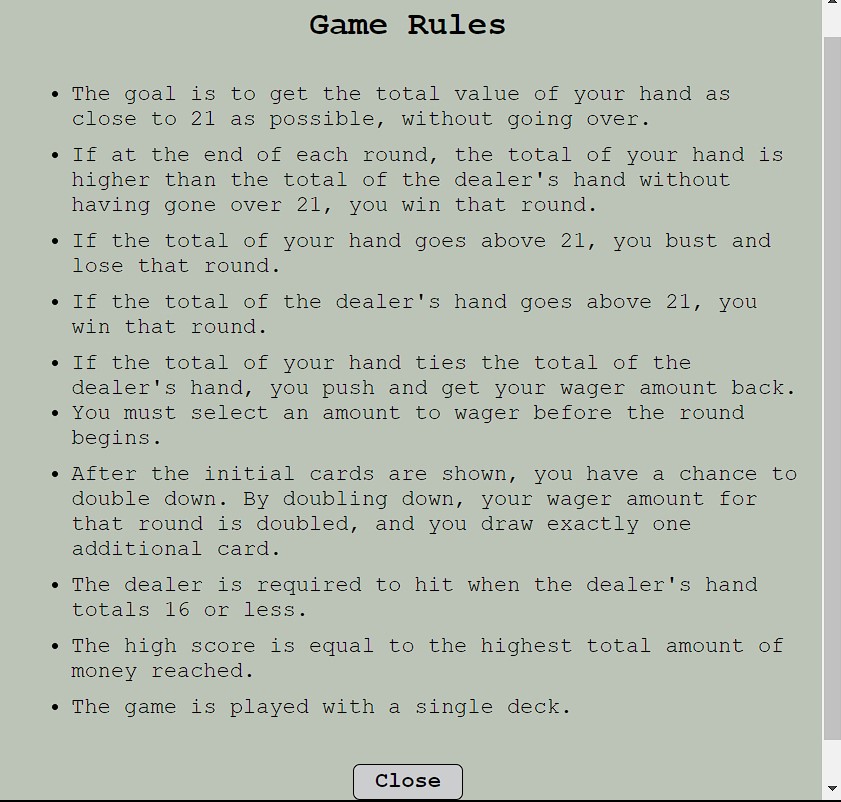 Game Rules
• The goal is to get the total value of your hand as
close to 21 as possible, without going over.
• If at the end of each round, the total of your hand is
higher than the total of the dealer's hand without
having gone over 21, you win that round.
• If the total of your hand goes above 21, you bust and
lose that round.
• If the total of the dealer's hand goes above 21, you
win that round.
• If the total of your hand ties the total of the
dealer's hand, you push and get your wager amount back.
• You must select an amount to wager before the round
begins.
• After the initial cards are shown, you have a chance to
double down. By doubling down, your wager amount for
that round is doubled, and you draw exactly one
additional card.
• The dealer is required to hit when the dealer's hand
totals 16 or less.
• The high score is equal to the highest total amount of
money reached.
• The game is played with a single deck.
Close